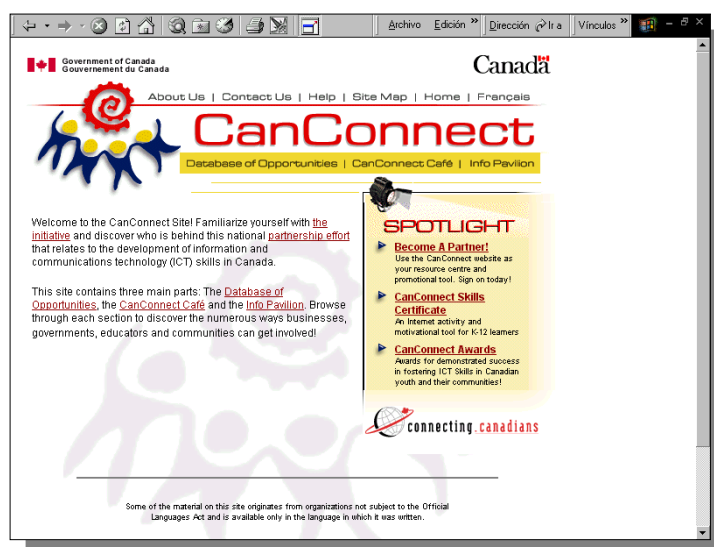 Archivo Edición » Dirección Ir a Vínculos »
Government of Canada
Gouvernement du Canada
Canada
About Us | Contact Us | Help | Site Map | Home | Français
CanConnect
Database of Opportunities | CanConnect Café | Info Pavilion
Welcome to the CanConnect Site! Familiarize yourself with the
initiative and discover who is behind this national partnership effort
that relates to the development of information and
communications technology (ICT) skills in Canada.
This site contains three main parts: The Database of
Opportunities, the CanConnect Café and the Info Pavilion. Browse
through each section to discover the numerous ways businesses,
governments, educators and communities can get involved!
SPOTLIGHT
Become A Partner!
Use the CanConnect website as
your resource centre and
promotional tool. Sign on today!
CanConnect Skills
Certificate
An Internet activity and
motivational tool for K-12 learners
CanConnect Awards
Awards for demonstrated success
in fostering ICT Skills in Canadian
youth and their communities!
connecting.canadians
Some of the material on this site originates from organizations not subject to the Official
Languages Act and is available only in the language in which it was written.